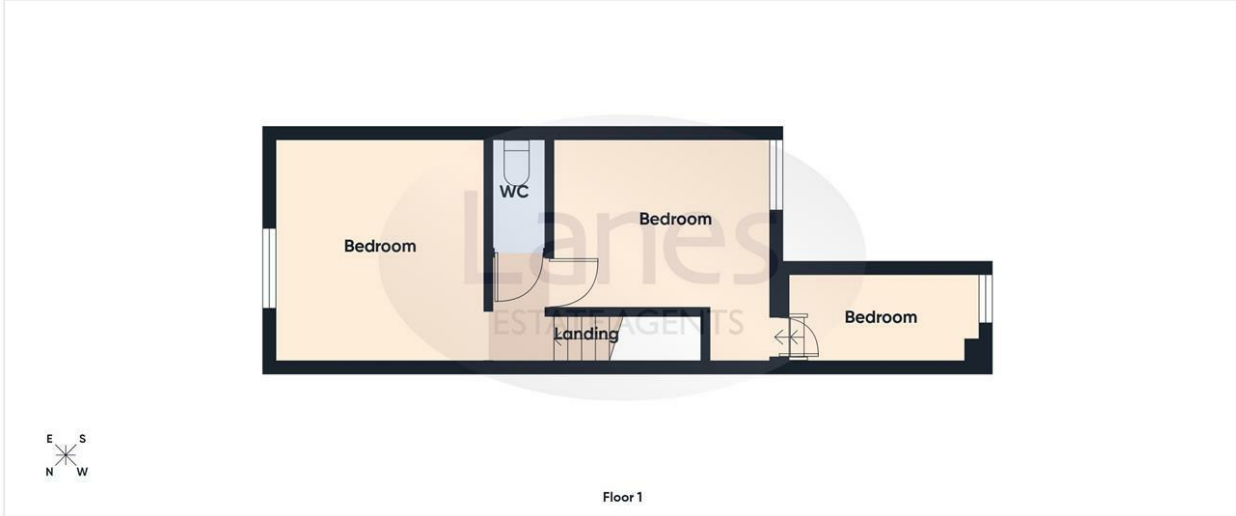 WC
Bedroom
Bedroom
Lanes
Bedroom
ESTATE AGENTS
Landing
E S
N W
Floor 1